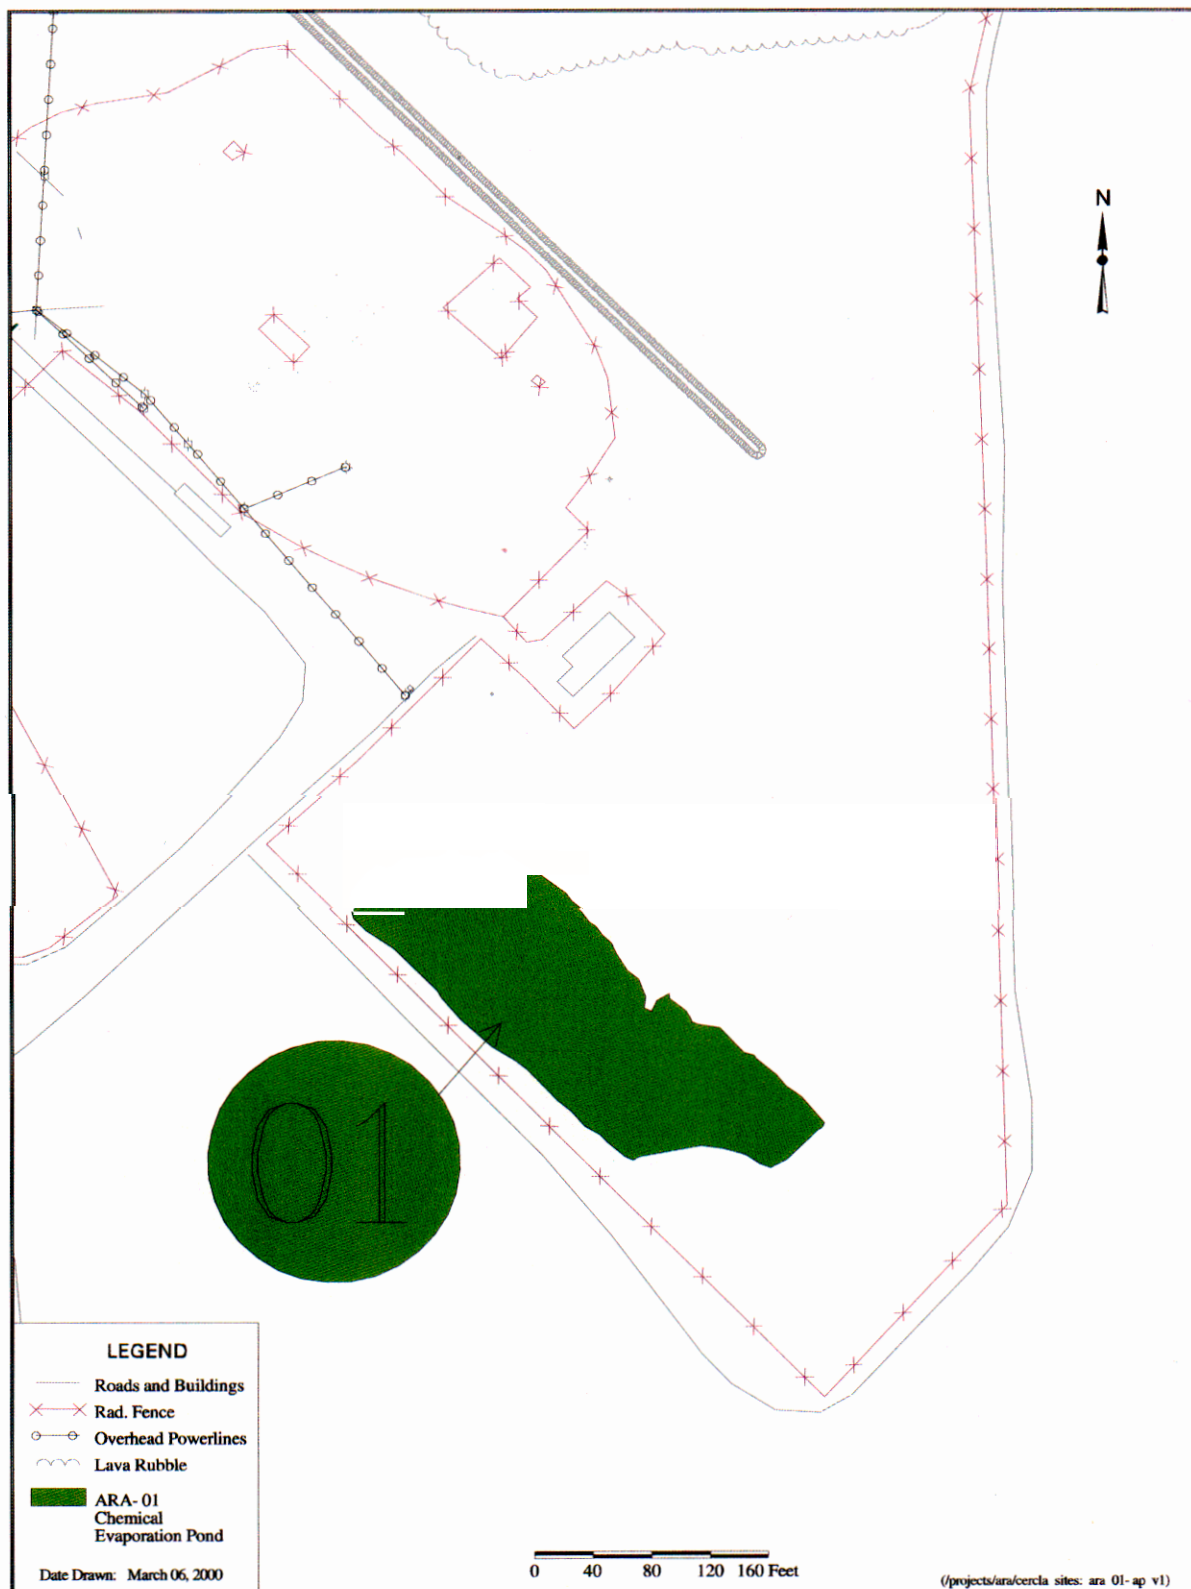 N
01
LEGEND
Roads and Buildings
Rad. Fence
Overhead Powerlines
Lava Rubble
ARA- 01
Chemical
Evaporation Pond
Date Drawn: March 06, 2000
0 40 80 120 160 Feet
(/projects/ara/cercla sites: ara 01- ap v1)